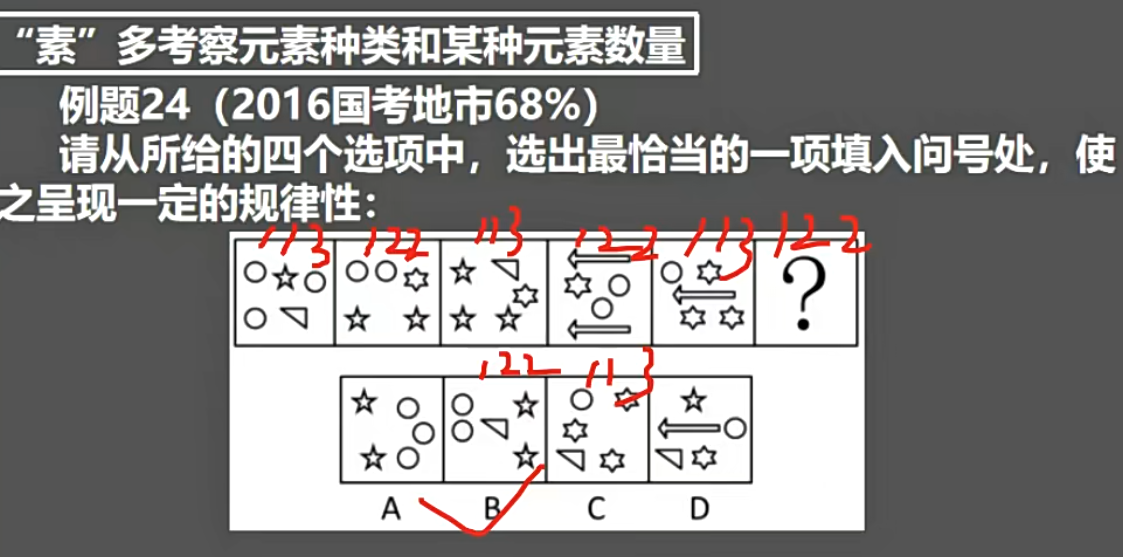 “素”多考察元素种类和某种元素数量
例题24（2016国考地市68%）
请从所给的四个选项中，选出最恰当的一项填入问号处，使
之呈现一定的规律性：
113 122 113 122 113 122
?
122 113
A B C D